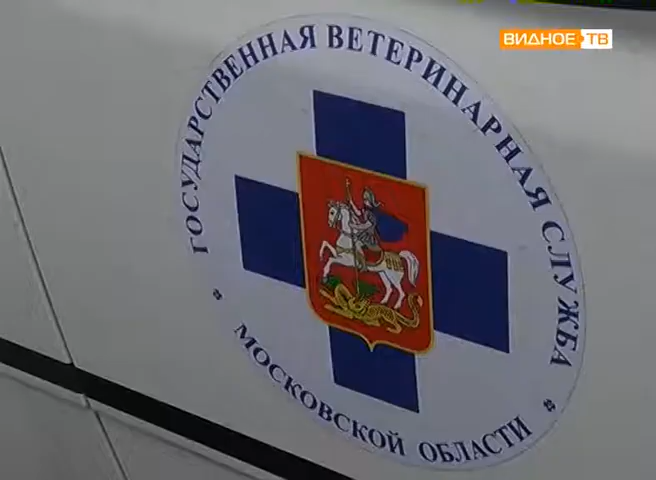 ВИДНОЕ ТВ
ГОСУДАРСТВЕННАЯ ВЕТЕРИНАРНАЯ СЛУЖБА
МОСКОВСКОЙ ОБЛАСТИ